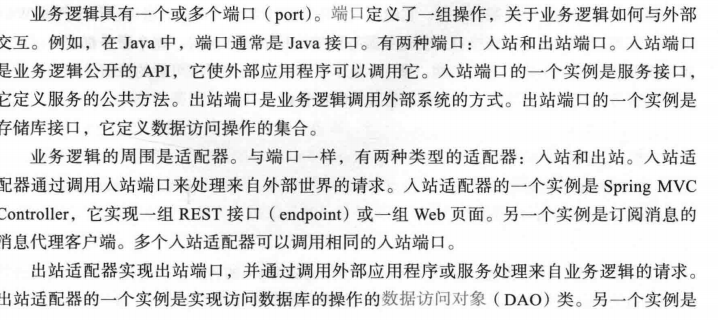 业务逻辑具有一个或多个端口（port）。端口定义了一组操作，关于业务逻辑如何与外部
交互。例如，在 Java 中，端口通常是 Java 接口。有两种端口：入站和出站端口。入站端口
是业务逻辑公开的 API，它使外部应用程序可以调用它。入站端口的一个实例是服务接口，
它定义服务的公共方法。出站端口是业务逻辑调用外部系统的方式。出站端口的一个实例是
存储库接口，它定义数据访问操作的集合。
业务逻辑的周围是适配器。与端口一样，有两种类型的适配器：入站和出站。入站适
配器通过调用入站端口来处理来自外部世界的请求。入站适配器的一个实例是 Spring MVC
Controller，它实现一组 REST 接口（endpoint）或一组 Web 页面。另一个实例是订阅消息的
消息代理客户端。多个入站适配器可以调用相同的入站端口。
出站适配器实现出站端口，并通过调用外部应用程序或服务处理来自业务逻辑的请求。
出站适配器的一个实例是实现访问数据库的操作的数据访问对象（DAO）类。另一个实例是